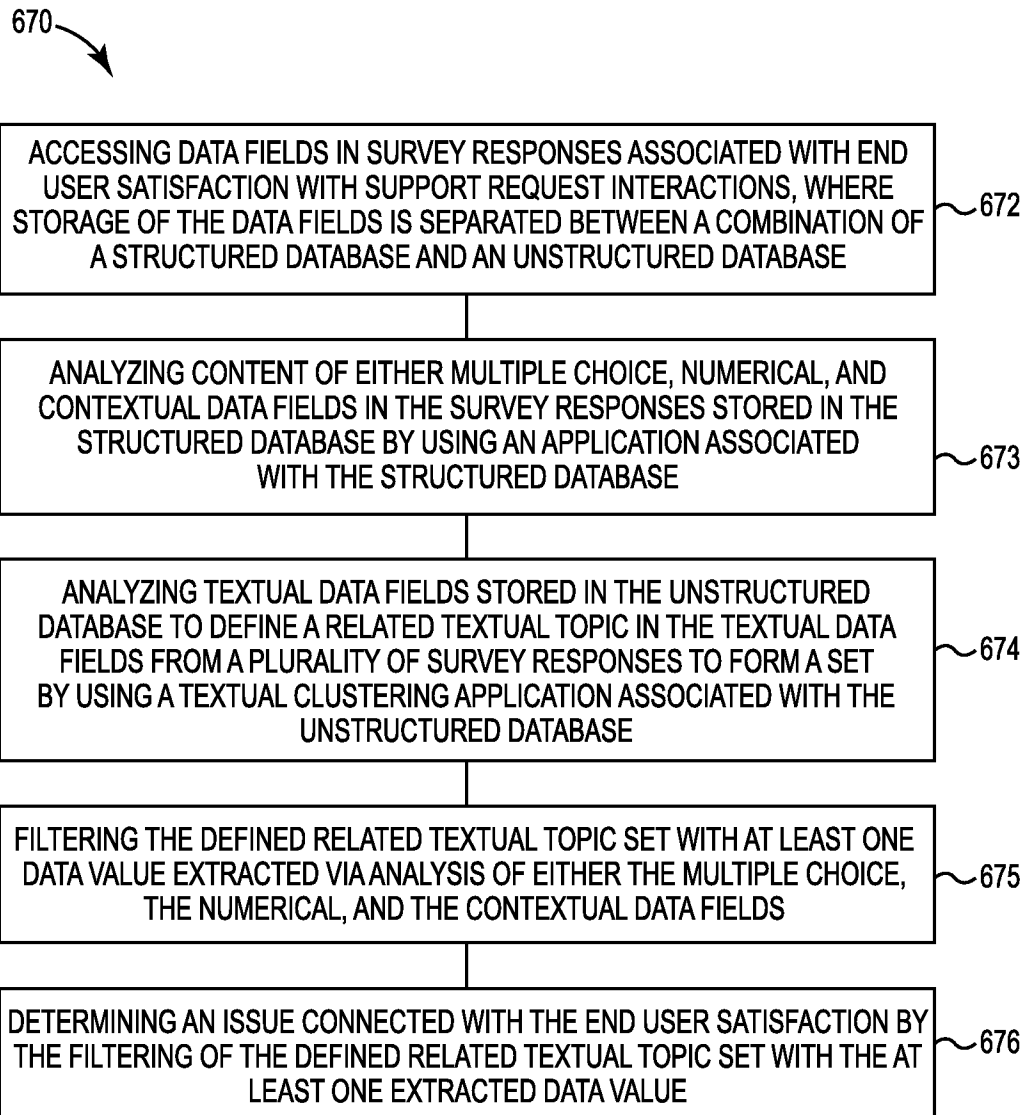 670
ACCESSING DATA FIELDS IN SURVEY RESPONSES ASSOCIATED WITH END
USER SATISFACTION WITH SUPPORT REQUEST INTERACTIONS, WHERE
STORAGE OF THE DATA FIELDS IS SEPARATED BETWEEN A COMBINATION OF
A STRUCTURED DATABASE AND AN UNSTRUCTURED DATABASE
672
ANALYZING CONTENT OF EITHER MULTIPLE CHOICE, NUMERICAL, AND
CONTEXTUAL DATA FIELDS IN THE SURVEY RESPONSES STORED IN THE
STRUCTURED DATABASE BY USING AN APPLICATION ASSOCIATED
WITH THE STRUCTURED DATABASE
673
ANALYZING TEXTUAL DATA FIELDS STORED IN THE UNSTRUCTURED
DATABASE TO DEFINE A RELATED TEXTUAL TOPIC IN THE TEXTUAL DATA
FIELDS FROM A PLURALITY OF SURVEY RESPONSES TO FORM A SET
BY USING A TEXTUAL CLUSTERING APPLICATION ASSOCIATED WITH THE
UNSTRUCTURED DATABASE
674
FILTERING THE DEFINED RELATED TEXTUAL TOPIC SET WITH AT LEAST ONE
DATA VALUE EXTRACTED VIA ANALYSIS OF EITHER THE MULTIPLE CHOICE,
THE NUMERICAL, AND THE CONTEXTUAL DATA FIELDS
675
DETERMINING AN ISSUE CONNECTED WITH THE END USER SATISFACTION BY
THE FILTERING OF THE DEFINED RELATED TEXTUAL TOPIC SET WITH THE AT
LEAST ONE EXTRACTED DATA VALUE
676